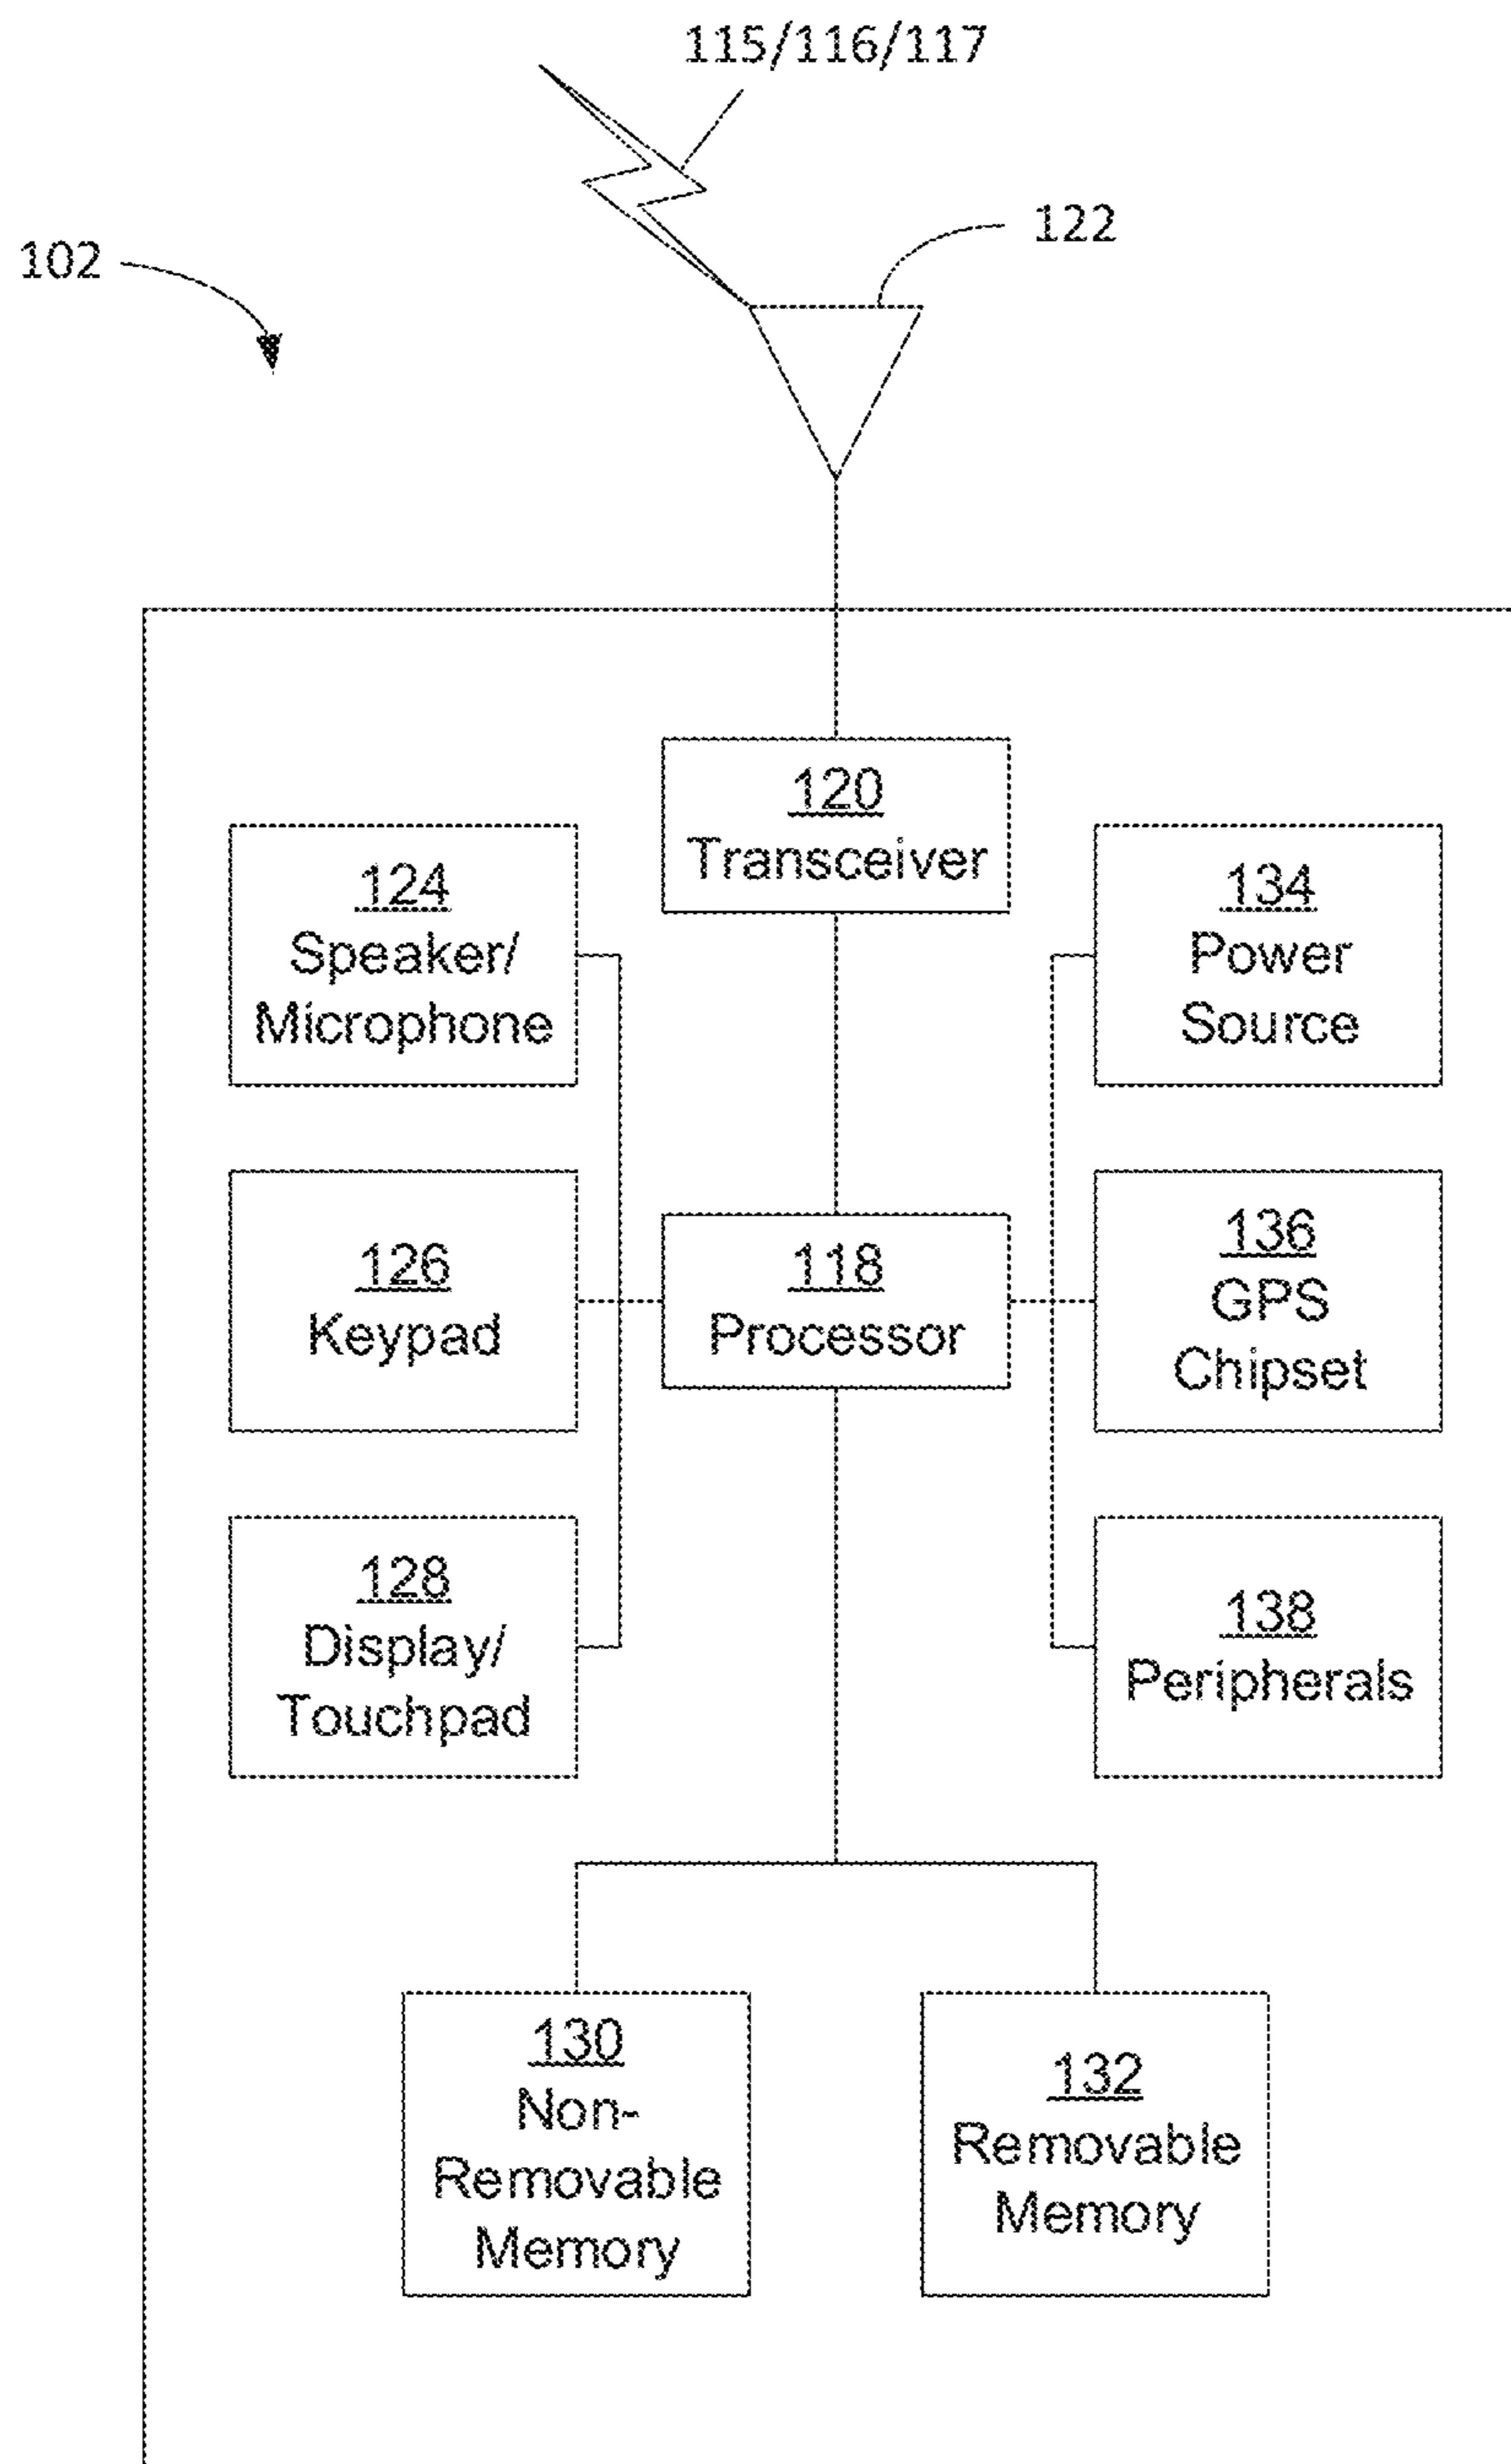 115/116/117
122
102
120
Transceiver
124
Speaker/
Microphone
134
Power
Source
126
Keypad
118
Processor
136
GPS
Chipset
128
Display/
Touchpad
138
Peripherals
130
Non-
Removable
Memory
132
Removable
Memory